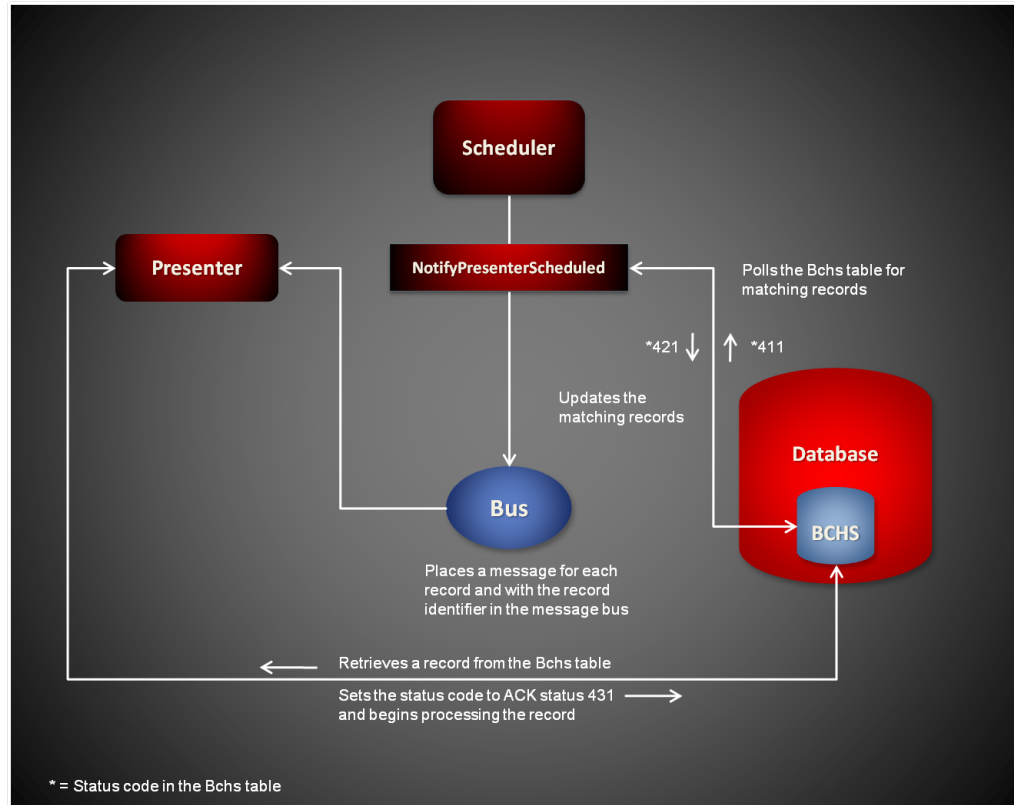 Scheduler
Presenter
NotifyPresenterScheduled
Polls the Bchs table for
matching records
*421
*411
Updates the
matching records
Database
Bus
BCHS
Places a message for each
record and with the record
identifier in the message bus
Retrieves a record from the Bchs table
Sets the status code to ACK status 431
and begins processing the record
* = Status code in the Bchs table